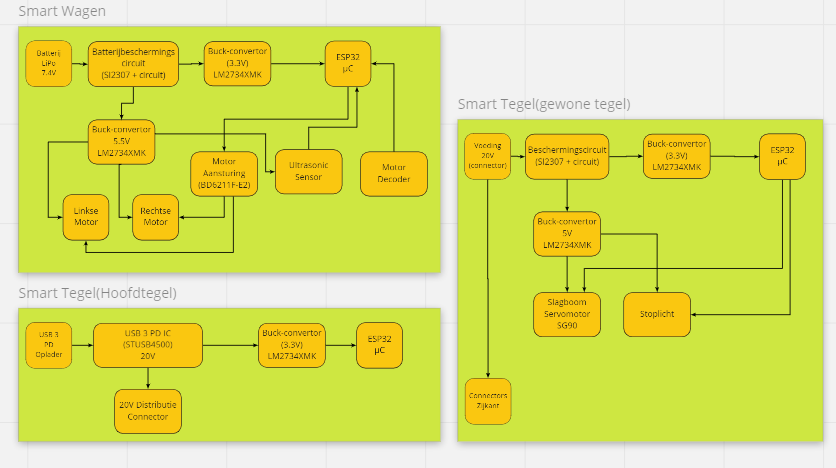 Smart Wagen
Batterij
LiPo
7.4V
Batterijbeschermings
circuit
(SI2307 + circuit)
Buck-convertor
(3.3V)
LM2734XMK
ESP32
µC
Buck-convertor
5.5V
LM2734XMK
Motor
Aansturing
(BD6211F-E2)
Ultrasonic
Sensor
Motor
Decoder
Linkse
Motor
Rechtse
Motor
Smart Tegel(Hoofdtegel)
USB 3
PD
Oplader
USB 3 PD IC
(STUSB4500)
20V
Buck-convertor
(3.3V)
LM2734XMK
ESP32
µC
20V Distributie
Connector
Smart Tegel(gewone tegel)
Voeding
20V
(connector)
Beschermingscircuit
(SI2307 + circuit)
Buck-convertor
(3.3V)
LM2734XMK
ESP32
µC
Buck-convertor
5V
LM2734XMK
Slagboom
Servomotor
SG90
Stoplicht
Connectors
Zijkant